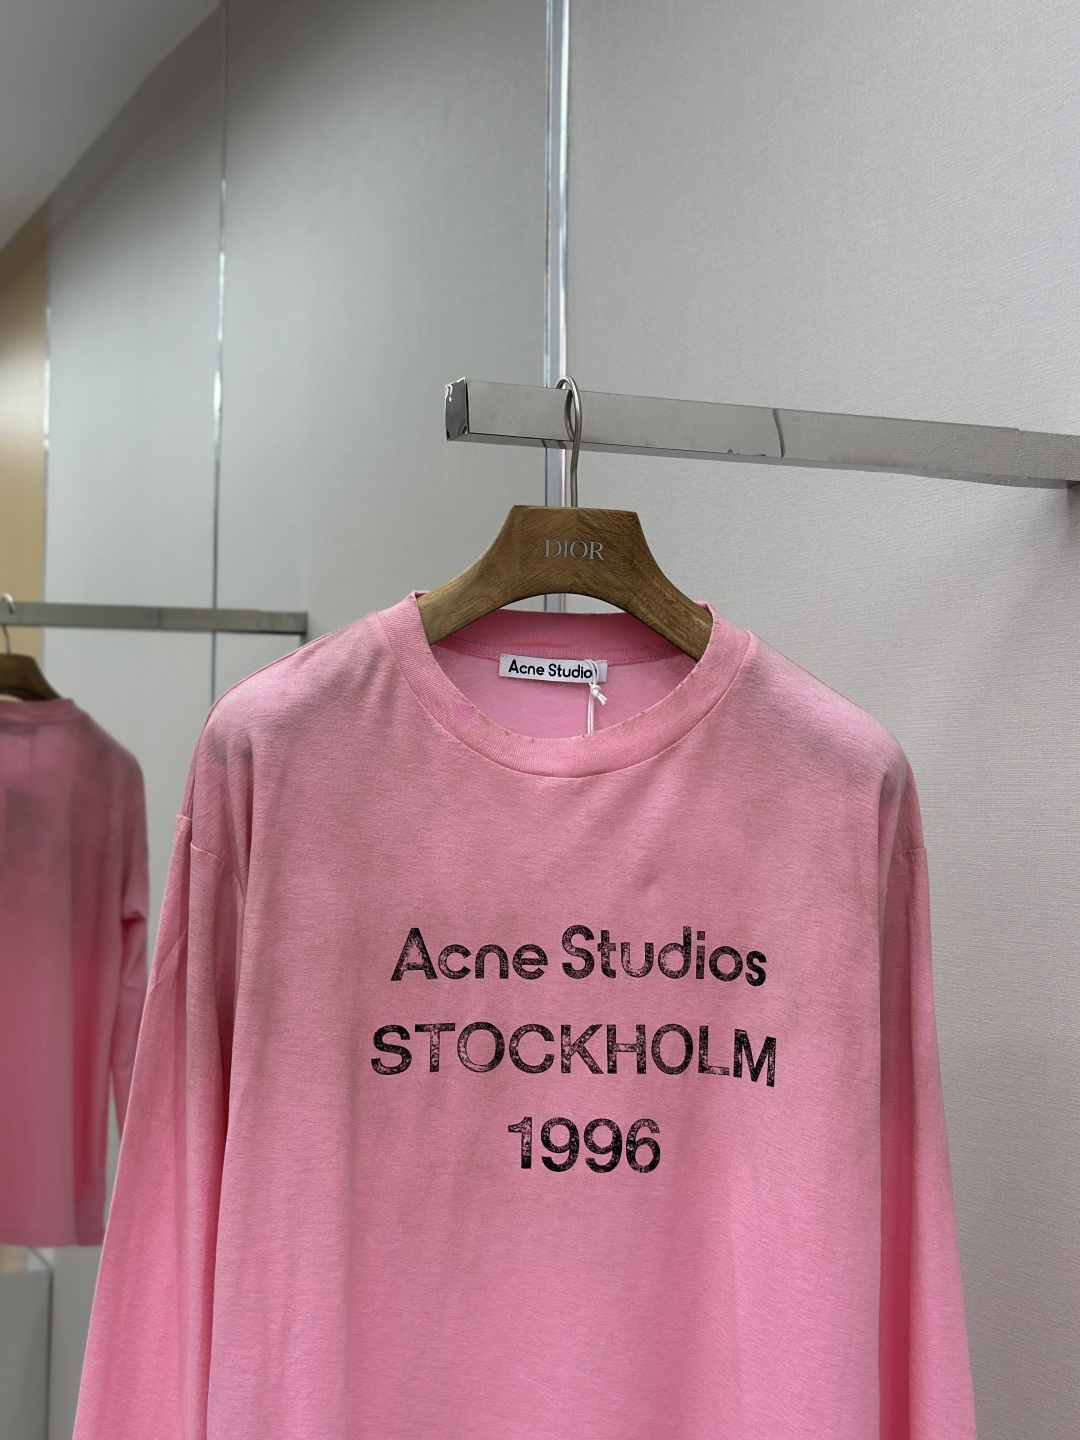 DIOR
Acne Studio
Acne Studios
STOCKHOLM
1996